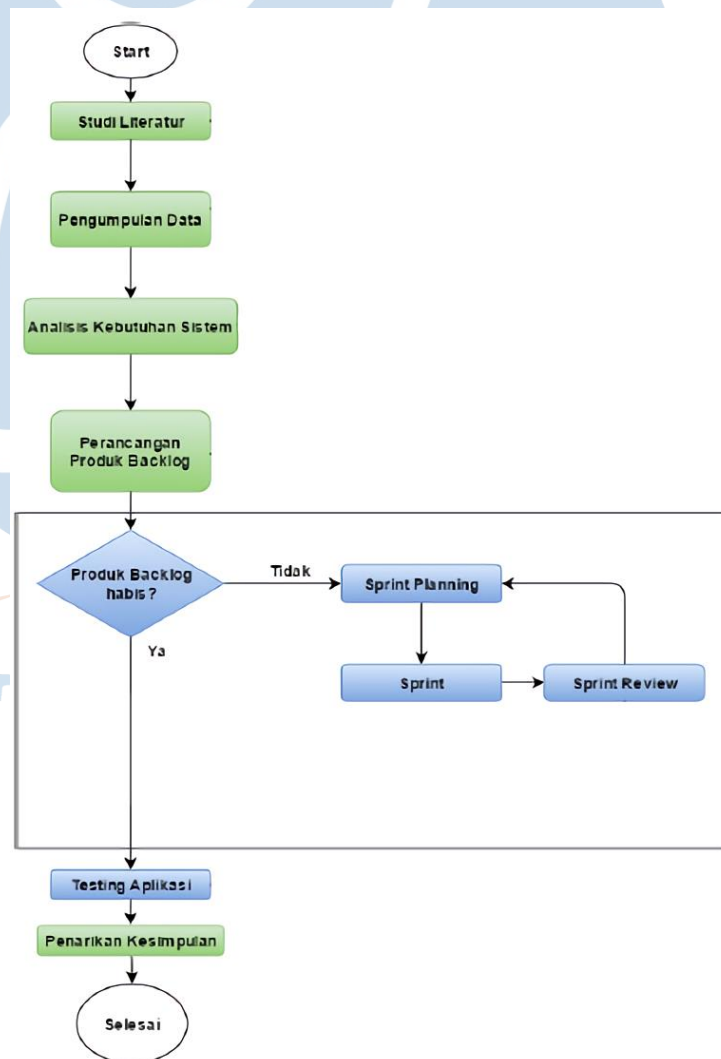 Start
Studi Literatur
Pengumpulan Data
Analisis Kebutuhan Sistem
Perancangan
Produk Backlog
Produk Backlog
habis?
Tidak
Sprint Planning
Ya
Sprint
Sprint Review
Testing Aplikasi
Penarikan Kesimpulan
Selesai